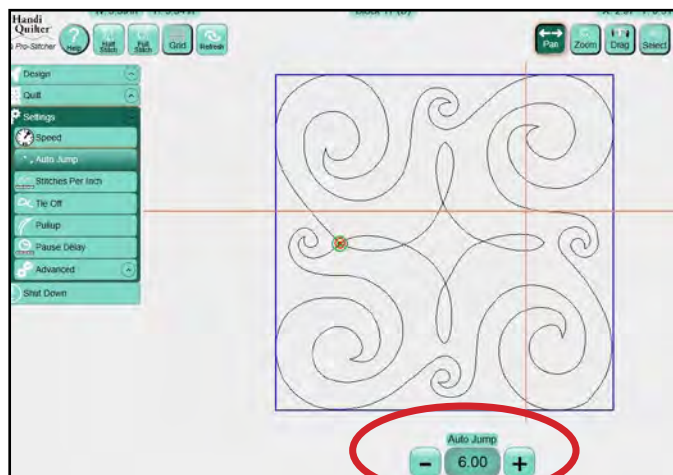 Handi
Quilter
Pro-Stitcher
Help
Half
Stitch
Full
Stitch
Grid
Refresh
Pan
Zoom
Drag
Select
Design
Quilt
Settings
Speed
Auto Jump
Stitches Per Inch
Tie Off
Pullup
Pause Delay
Advanced
Shut Down
Auto Jump
- 6.00 +